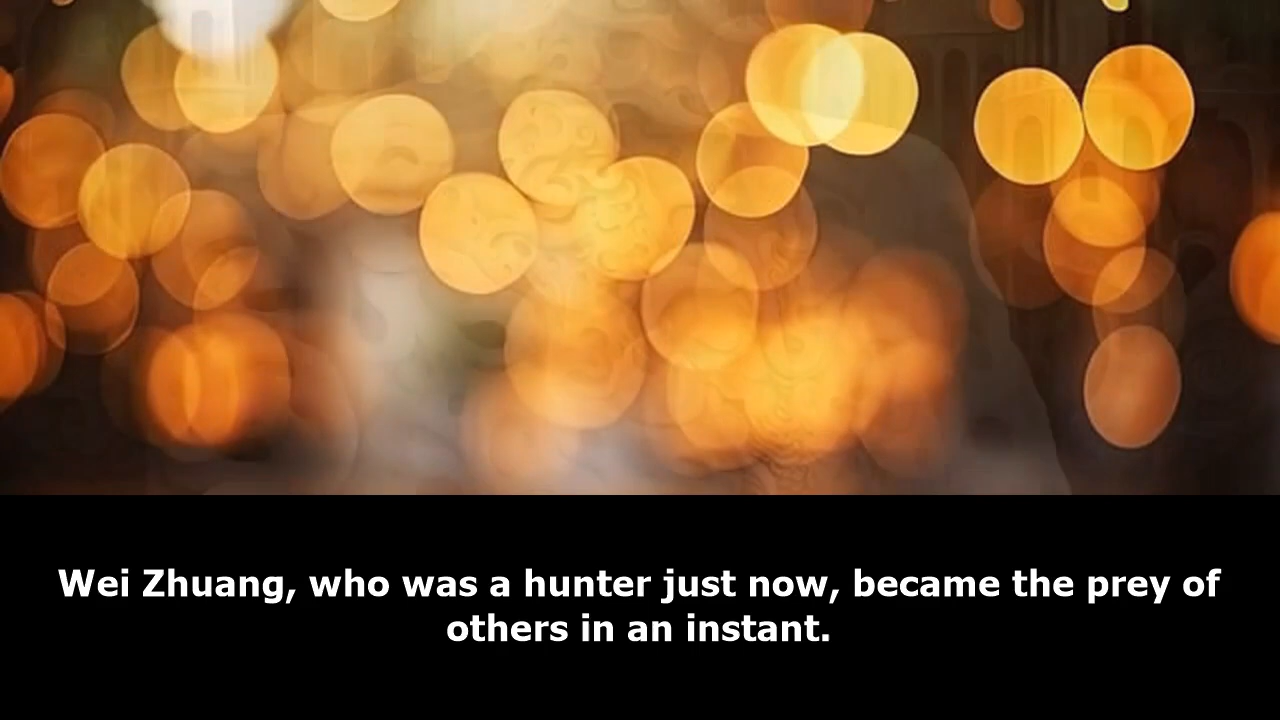 Wei Zhuang, who was a hunter just now, became the prey of
others in an instant.